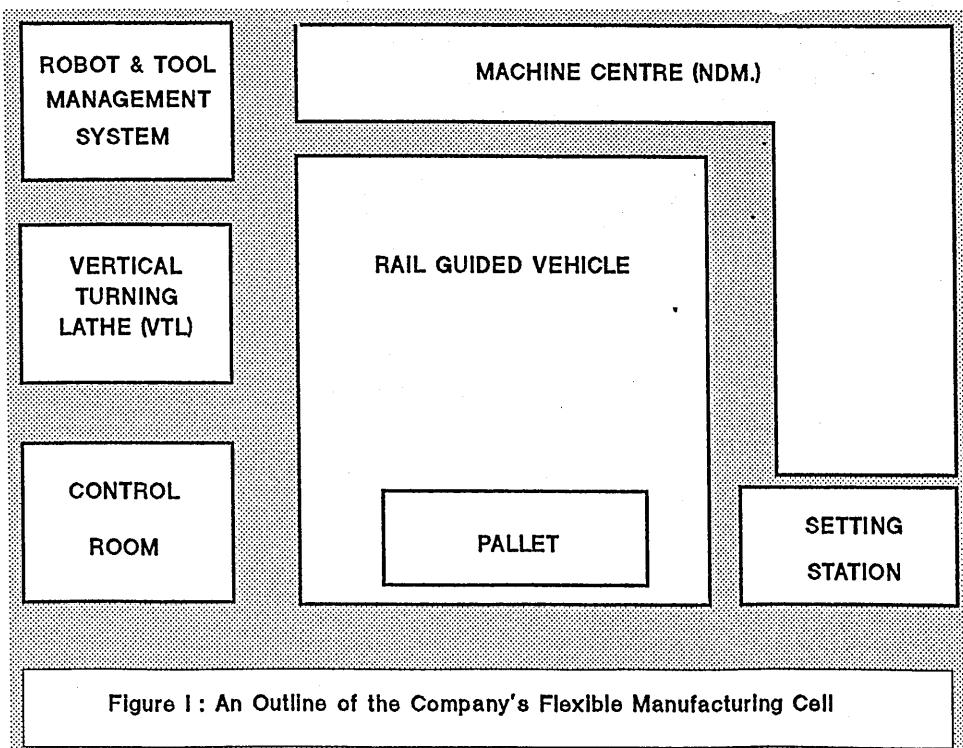 ROBOT & TOOL
MANAGEMENT
SYSTEM
MACHINE CENTRE (NDM.)
VERTICAL
TURNING
LATHE (VTL)
RAIL GUIDED VEHICLE
CONTROL
ROOM
PALLET
SETTING
STATION
Figure I : An Outline of the Company's Flexible Manufacturing Cell